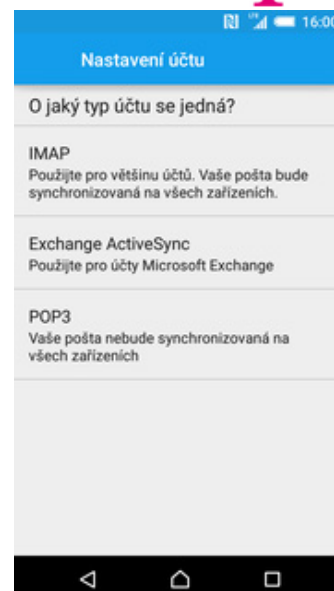 16:00
Nastavení účtu
O jaký typ účtu se jedná?
IMAP
Použijte pro většinu účtů. Vaše pošta bude
synchronizovaná na všech zařízeních.
Exchange ActiveSync
Použijte pro účty Microsoft Exchange
POP3
Vaše pošta nebude synchronizovaná na
všech zařízeních